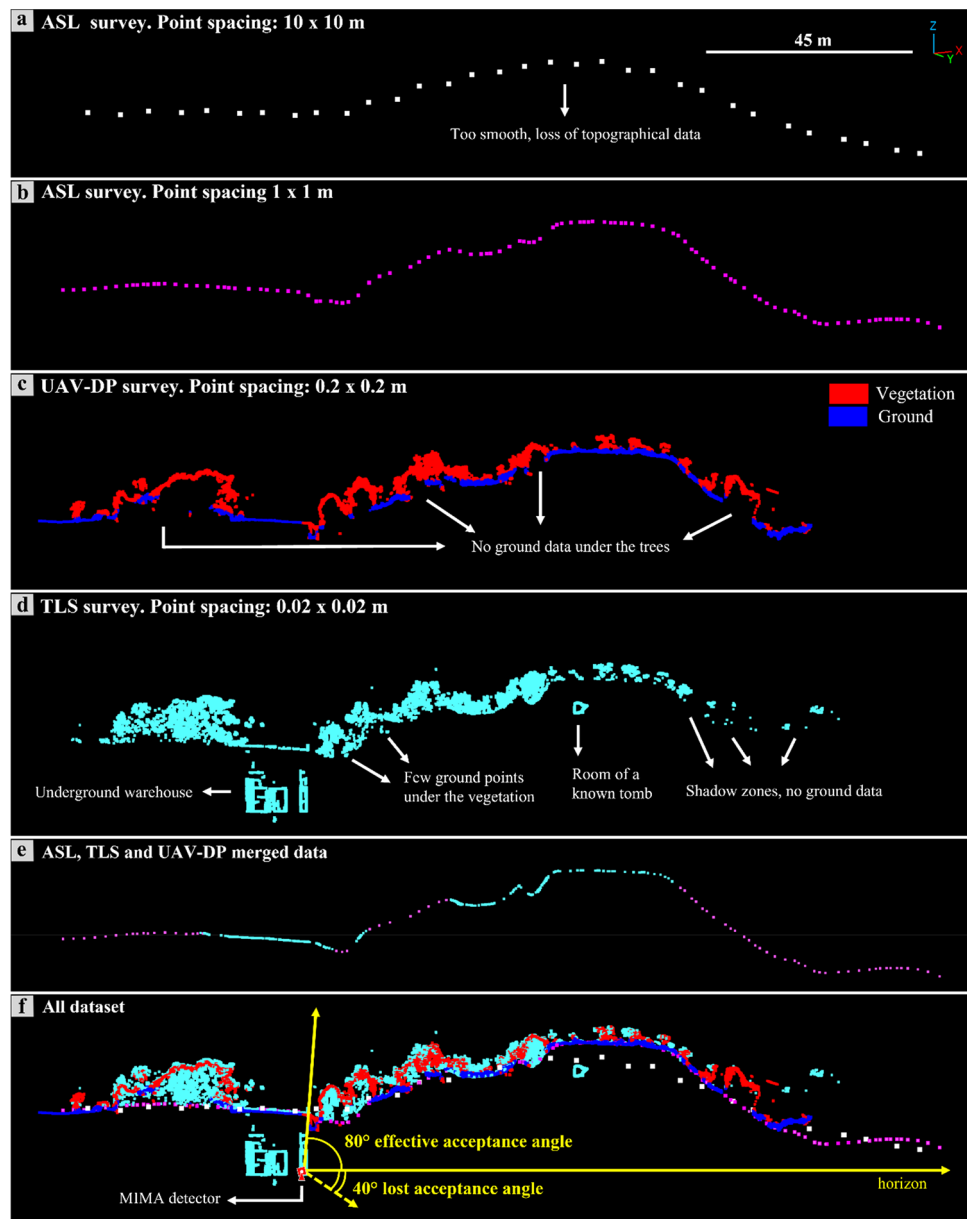 a ASL survey. Point spacing: 10 x 10 m
45 m
Z
X
Y
Too smooth, loss of topographical data
b ASL survey. Point spacing 1 x 1 m
c UAV-DP survey. Point spacing: 0.2 x 0.2 m
Vegetation
Ground
No ground data under the trees
d TLS survey. Point spacing: 0.02 x 0.02 m
Underground warehouse
Few ground points
under the vegetation
Room of a
known tomb
Shadow zones, no ground data
e ASL, TLS and UAV-DP merged data
f All dataset
80° effective acceptance angle
40° lost acceptance angle
horizon
MIMA detector